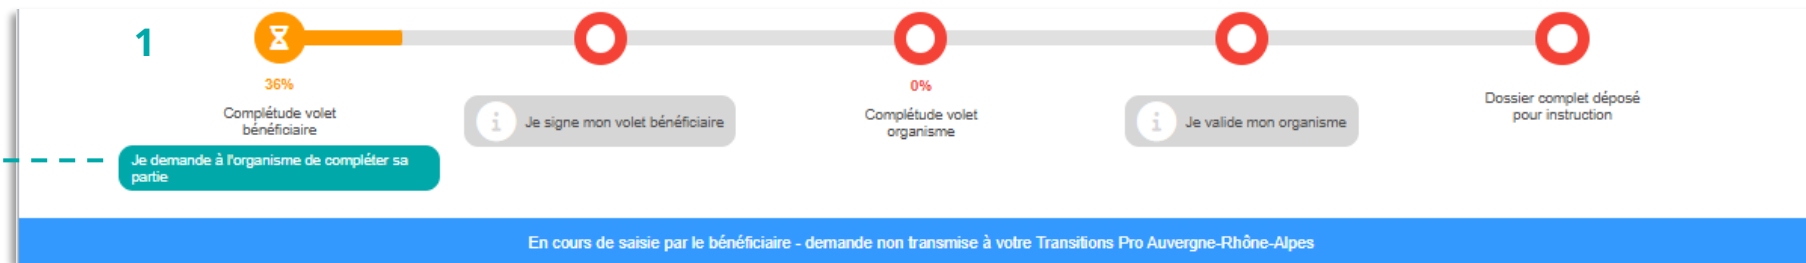 1
36%
Complétude volet
bénéficiaire
Je demande à l'organisme de compléter sa
partie
Je signe mon volet bénéficiaire
0%
Complétude volet
organisme
Je valide mon organisme
Dossier complet déposé
pour instruction
En cours de saisie par le bénéficiaire - demande non transmise à votre Transitions Pro Auvergne-Rhône-Alpes